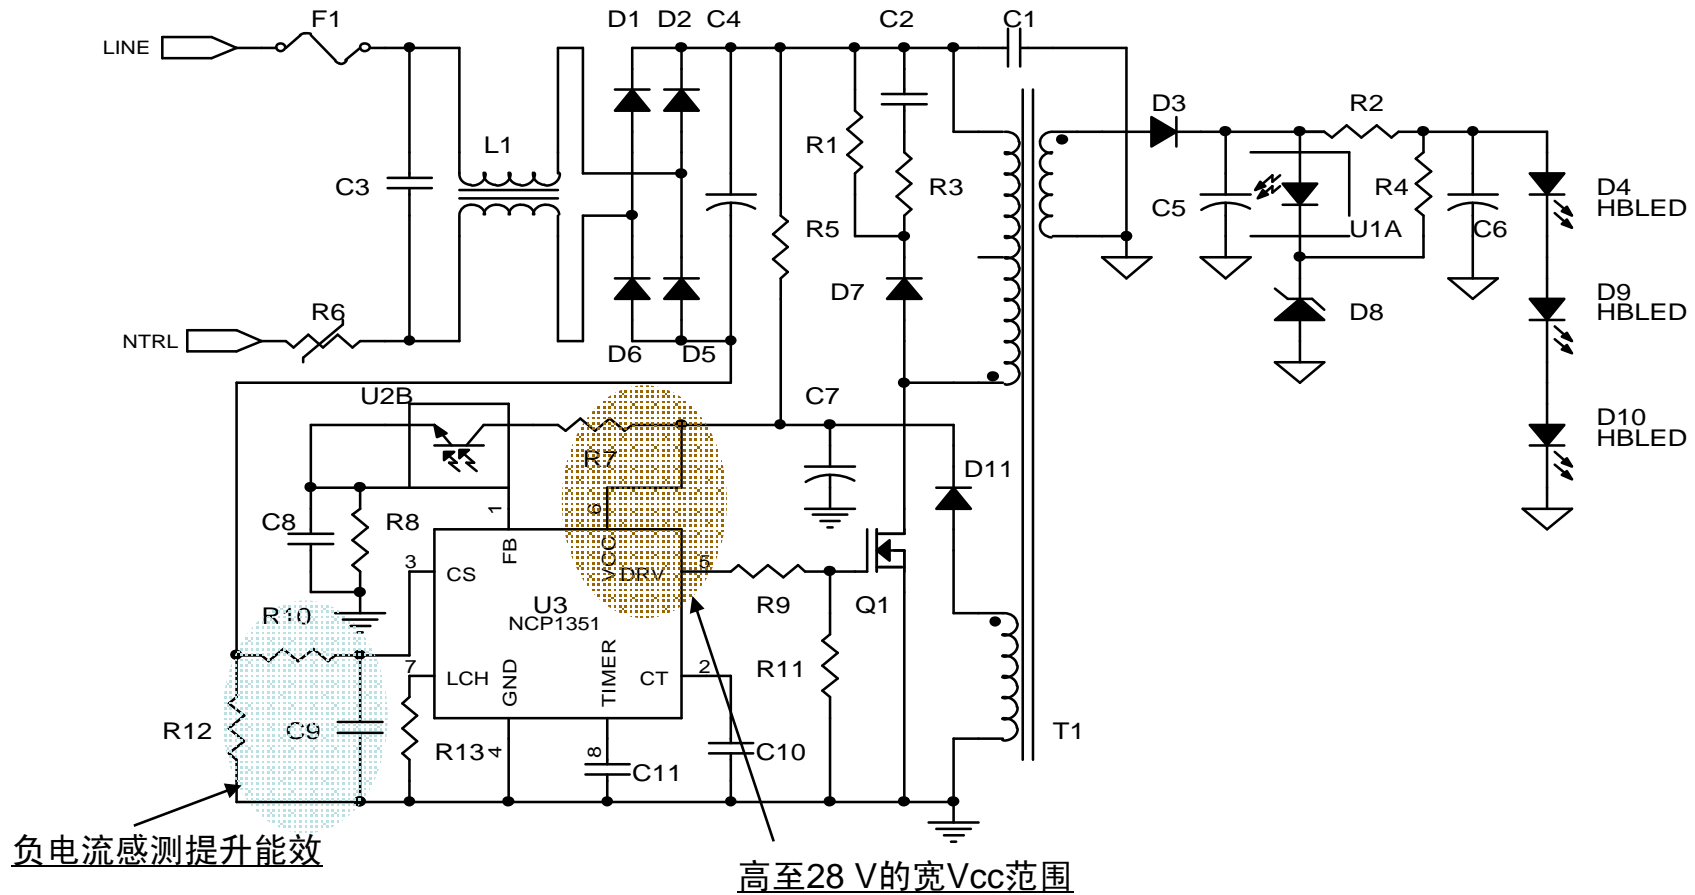 F1
D1 D2 C4 C2 C1
LINE
D3 R2
L1 R1
C3 R3 R4 D4
HBLED
C5 U1A C6
R5
D7 D9
HBLED
R6 D8
NTRL
D6 D5
U2B C7
D10
HBLED
R7 D11
C8 R8 1 6
FB VCC
3 CS DRV 5
R10 U3 R9 Q1
NCP1351
7 LCH GND TIMER CT 2 R11
R12 C9 T1
R13 4 8 C11 C10
负电流感测提升能效
高至28 V的宽Vcc范围